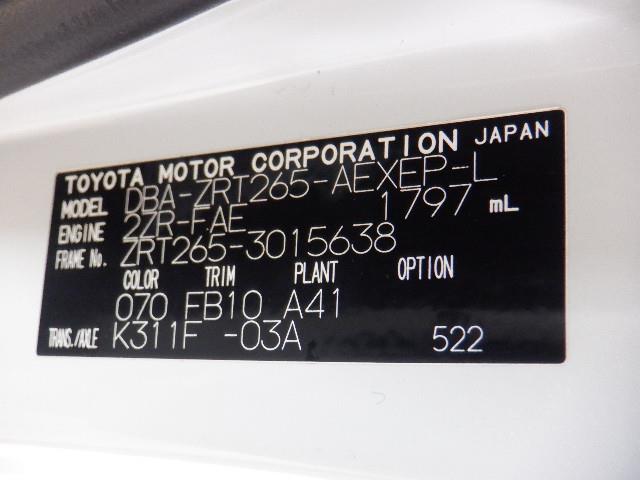 TOYOTA MOTOR CORPORATION JAPAN
MODEL DBA-ZRT265-AEXEP-L
ENGINE 2ZR-FAE 1797 mL
FRAME No. ZRT265-3015638
COLOR TRIM PLANT OPTION
070 FB10 A41
TRANS./AXLE K311F -03A 522